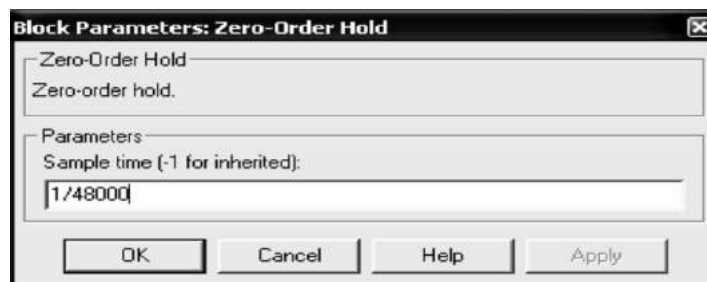 Block Parameters: Zero-Order Hold
Zero-Order Hold
Zero-order hold.
Parameters
Sample time (-1 for inherited):
1/48000
OK Cancel Help Apply